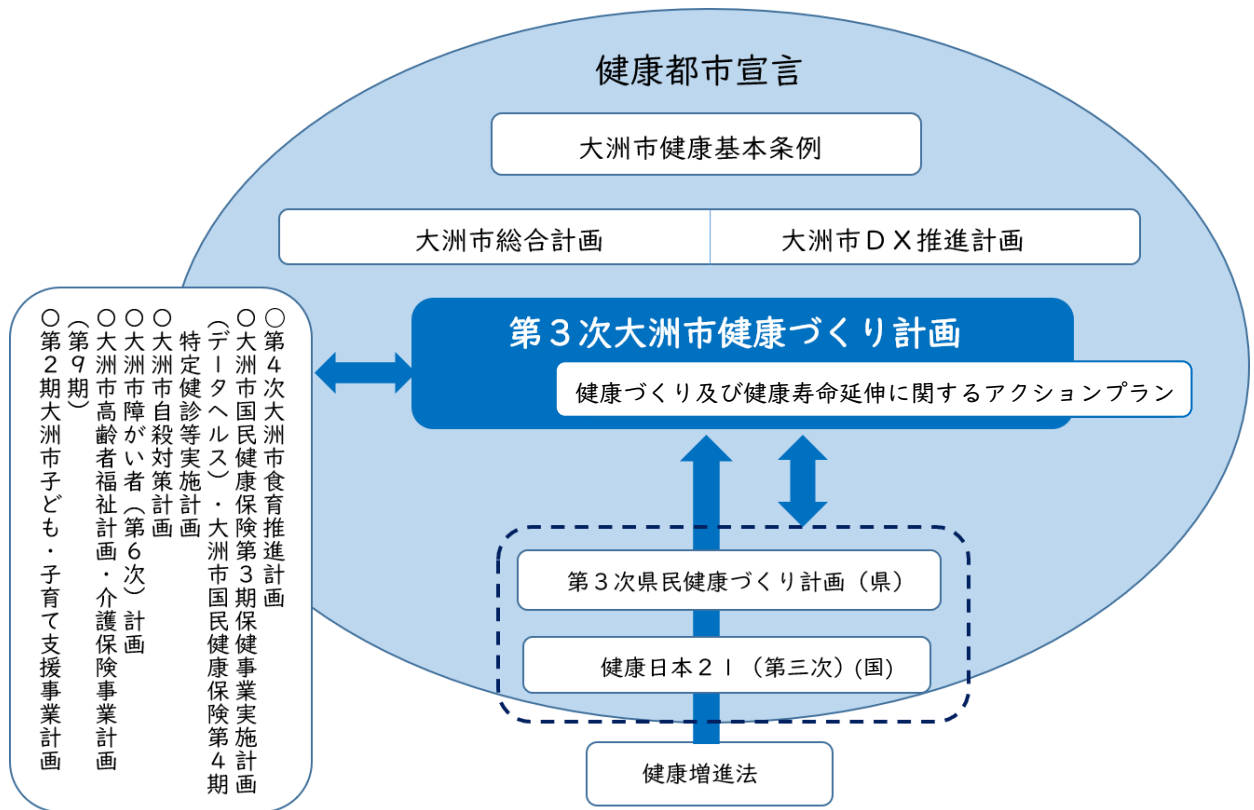 健康都市宣言
大洲市健康基本条例
大洲市総合計画
大洲市ＤＸ推進計画
第３次大洲市健康づくり計画
健康づくり及び健康寿命延伸に関するアクションプラン
○第４次大洲市食育推進計画
○大洲市国民健康保険第３期保健事業実施計画
（データヘルス）・大洲市国民健康保険第４期
特定健診等実施計画
○大洲市自殺対策計画
○大洲市障がい者（第６次）計画
○大洲市高齢者福祉計画・介護保険事業計画
（第９期）
○第２期大洲市子ども・子育て支援事業計画
第３次県民健康づくり計画（県）
健康日本２１（第三次）(国)
健康増進法